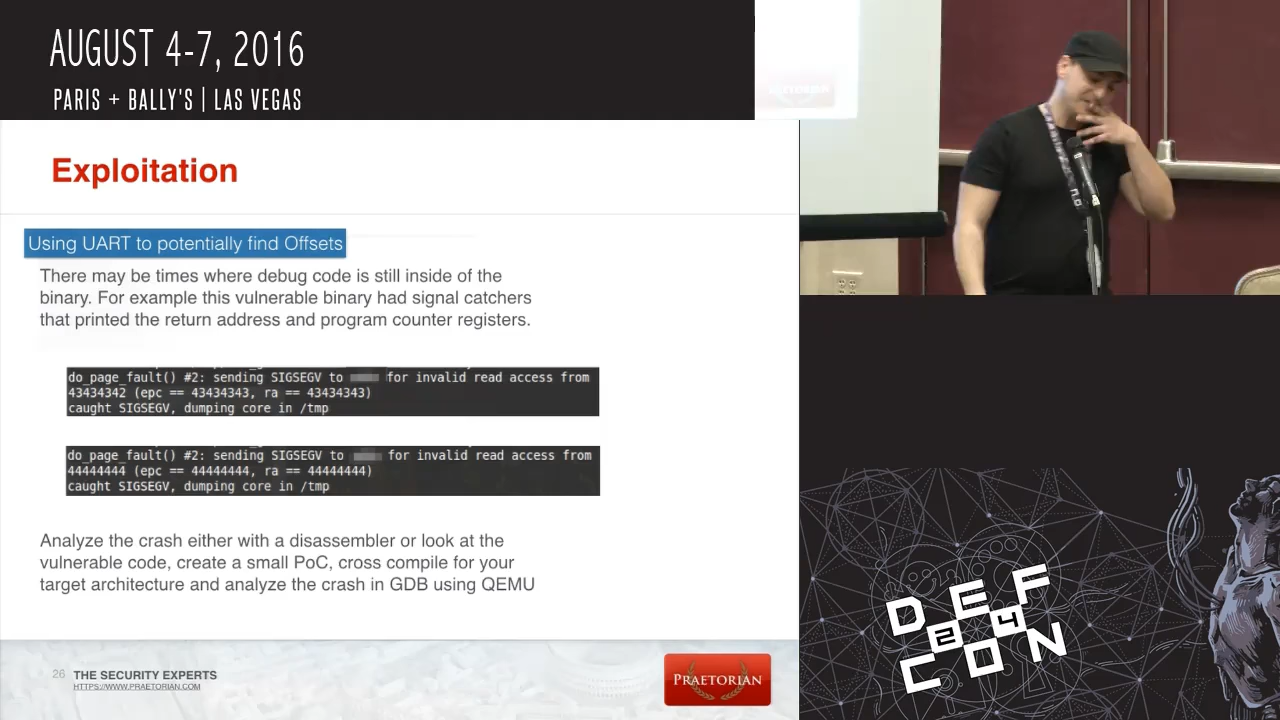 AUGUST 4-7, 2016
PARIS + BALLY'S | LAS VEGAS
Exploitation
Using UART to potentially find Offsets
There may be times where debug code is still inside of the
binary. For example this vulnerable binary had signal catchers
that printed the return address and program counter registers.
do_page_fault() #2: sending SIGSEGV to for invalid read access from
43434342 (epc == 43434343, ra == 43434343)
caught SIGSEGV, dumping core in /tmp
do_page_fault() #2: sending SIGSEGV to for invalid read access from
44444444 (epc == 44444444, ra == 44444444)
caught SIGSEGV, dumping core in /tmp
Analyze the crash either with a disassembler or look at the
vulnerable code, create a small PoC, cross compile for your
target architecture and analyze the crash in GDB using QEMU
26 THE SECURITY EXPERTS
HTTPS://WWW.PRAETORIAN.COM
PRAETORIAN
DEF
24
CON